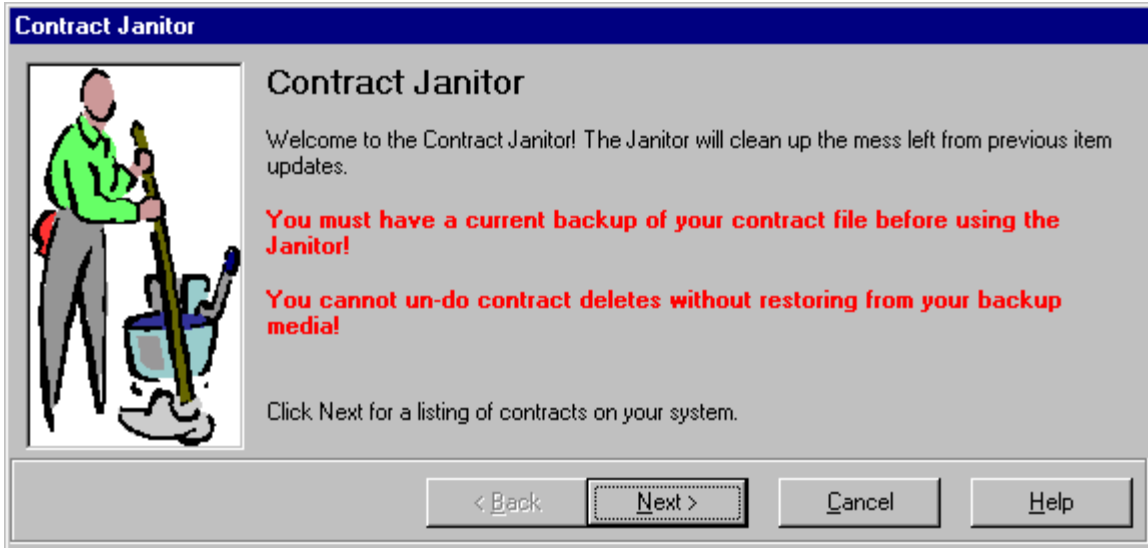 Contract Janitor
Contract Janitor
Welcome to the Contract Janitor! The Janitor will clean up the mess left from previous item
updates.
You must have a current backup of your contract file before using the
Janitor!
You cannot un-do contract deletes without restoring from your backup
media!
Click Next for a listing of contracts on your system.
< Back
Next >
Cancel
Help